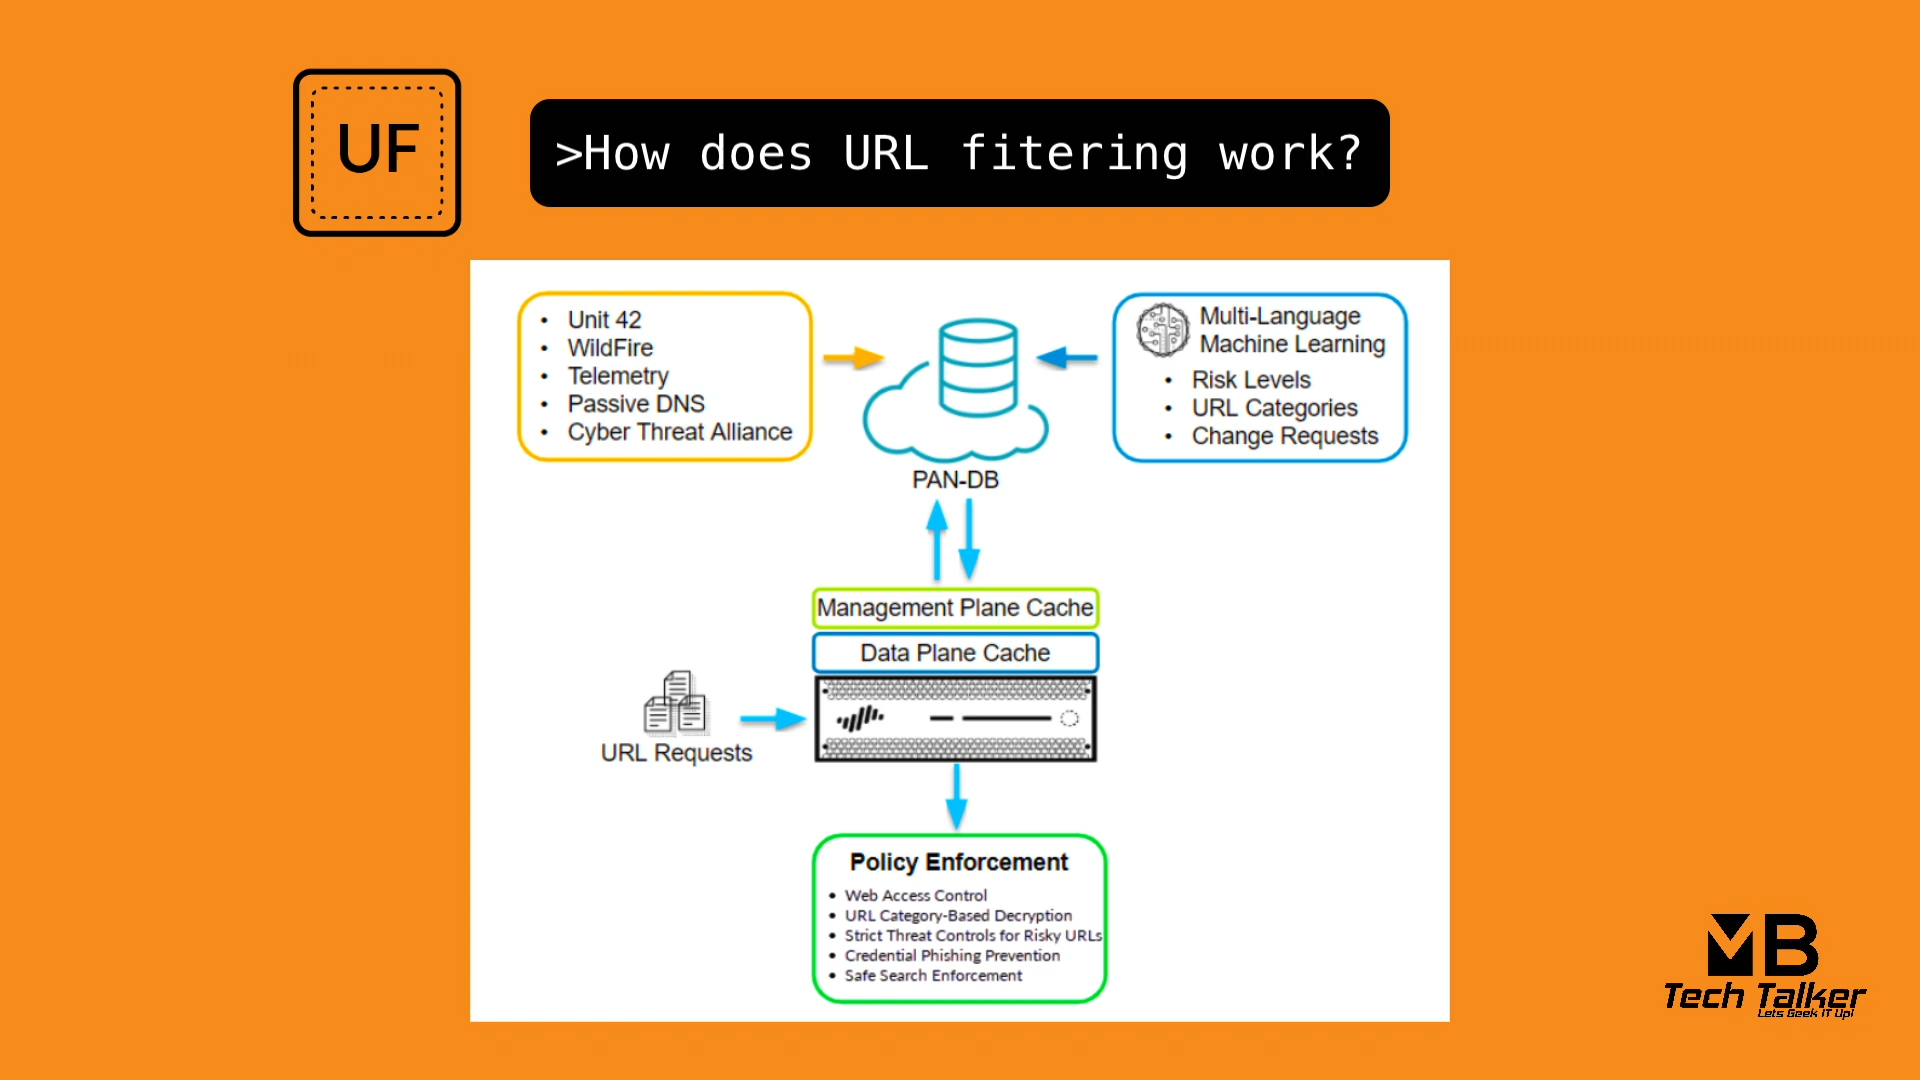 UF
>How does URL fitering work?
• Unit 42
• WildFire
• Telemetry
• Passive DNS
• Cyber Threat Alliance
Multi-Language
Machine Learning
• Risk Levels
• URL Categories
• Change Requests
PAN-DB
Management Plane Cache
Data Plane Cache
URL Requests
Policy Enforcement
• Web Access Control
• URL Category-Based Decryption
• Strict Threat Controls for Risky URLs
• Credential Phishing Prevention
• Safe Search Enforcement
MB
Tech Talker
Lets Geek IT Up!